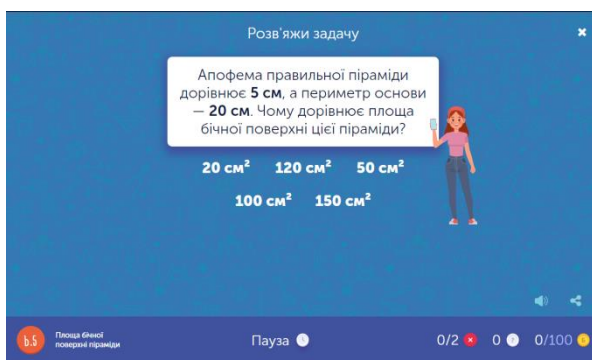 Розв'яжи задачу
Апофема правильної піраміди
дорівнює 5 см, а периметр основи
— 20 см. Чому дорівнює площа
бічної поверхні цієї піраміди?
20 см² 120 см² 50 см²
100 см² 150 см²
b.5 Площа бічної
поверхні піраміди
Пауза 0/2 0 0/100